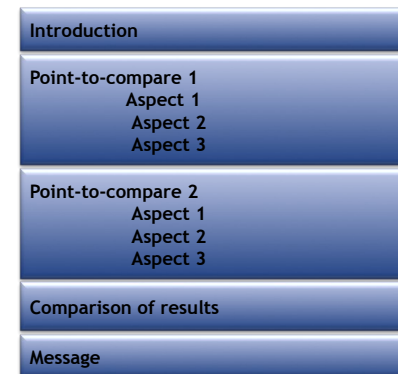 Introduction
Point-to-compare 1
Aspect 1
Aspect 2
Aspect 3
Point-to-compare 2
Aspect 1
Aspect 2
Aspect 3
Comparison of results
Message